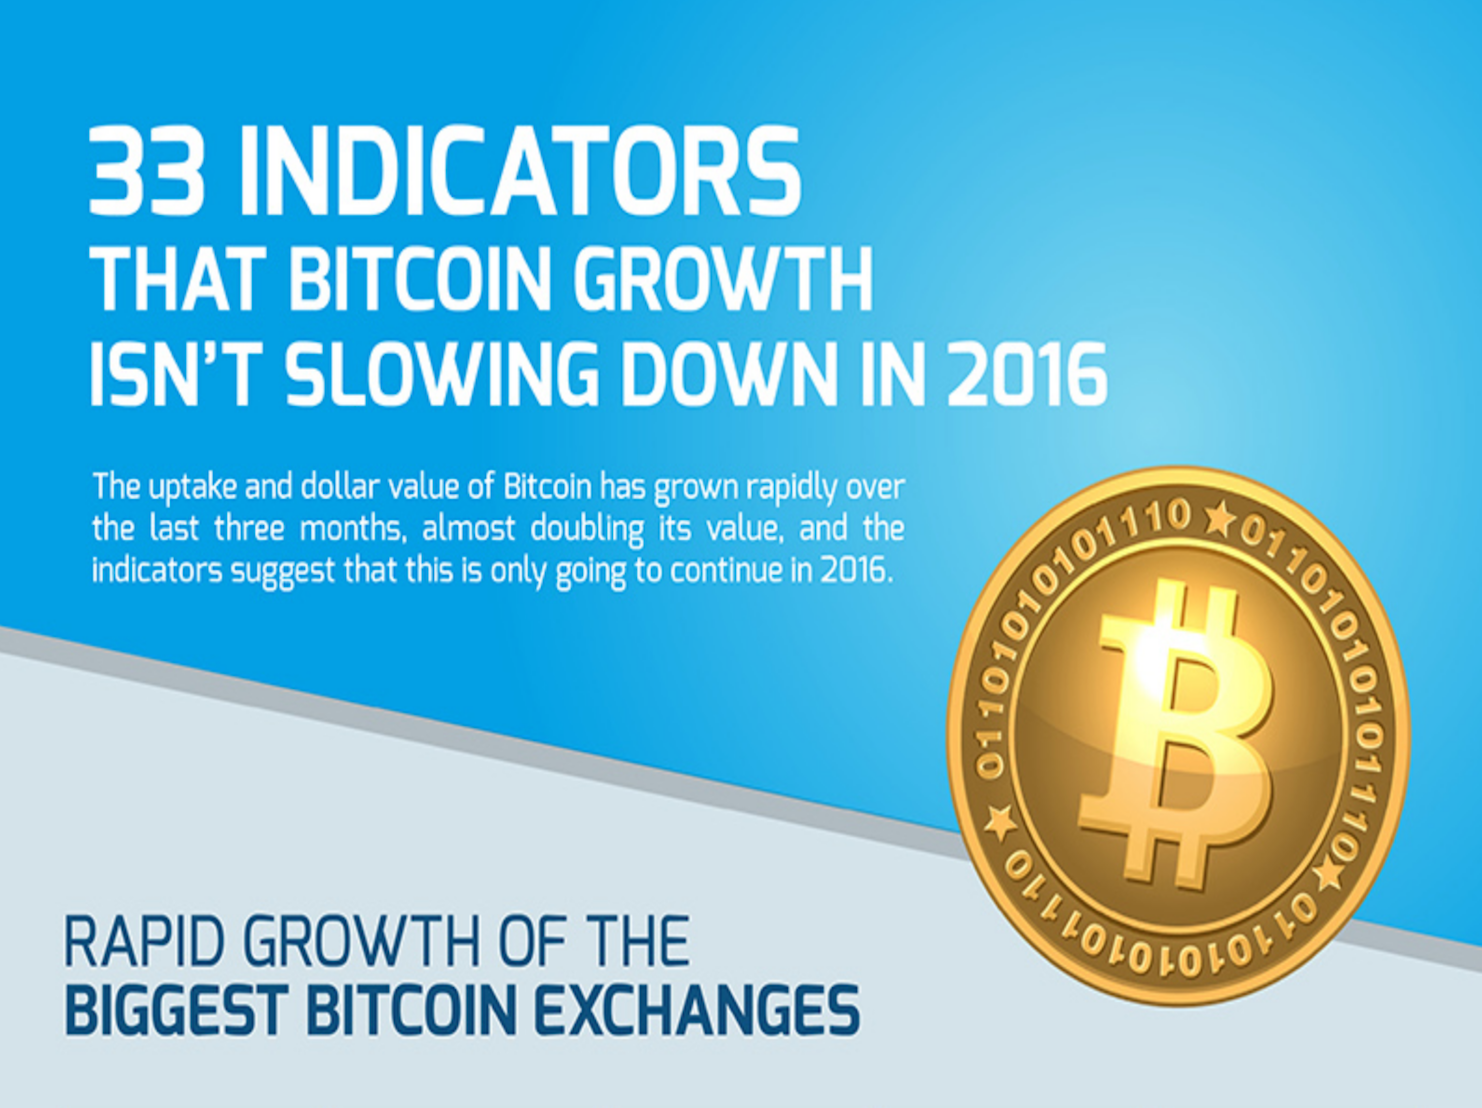 33 INDICATORS
THAT BITCOIN GROWTH
ISN'T SLOWING DOWN IN 2016
The uptake and dollar value of Bitcoin has grown rapidly over
the last three months, almost doubling its value, and the
indicators suggest that this is only going to continue in 2016.
RAPID GROWTH OF THE
BIGGEST BITCOIN EXCHANGES